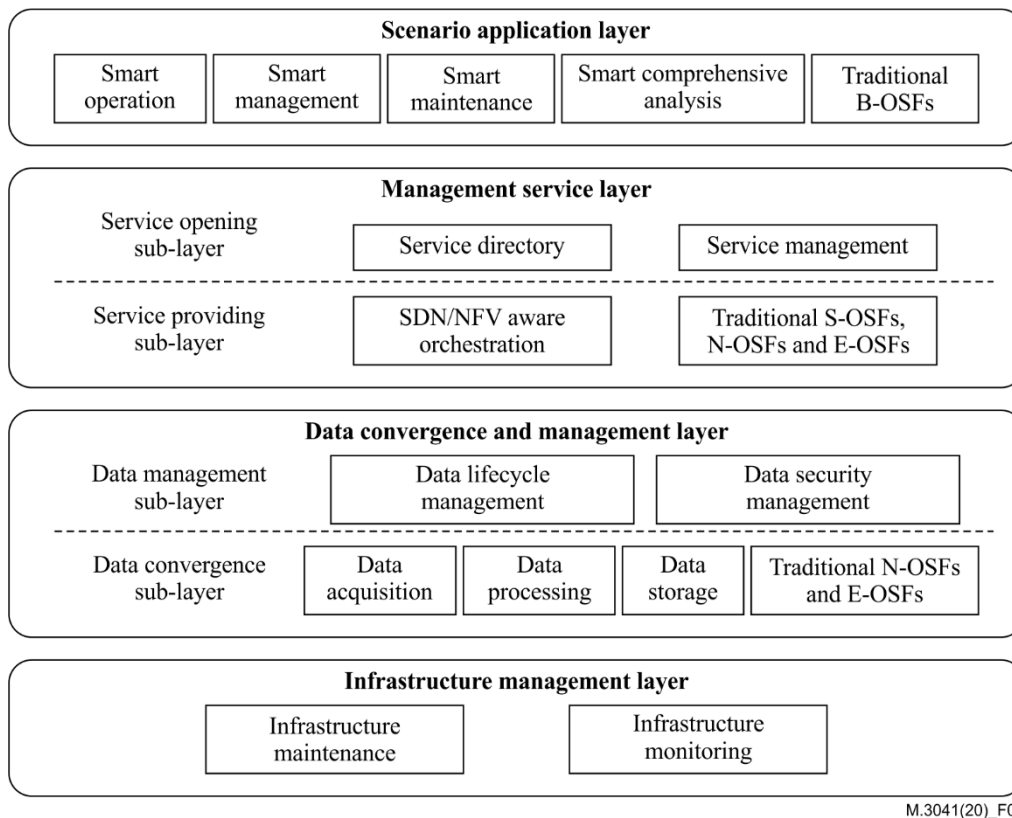 Scenario application layer
Smart
operation
Smart
management
Smart
maintenance
Smart comprehensive
analysis
Traditional
B-OSFs
Management service layer
Service opening
sub-layer
Service directory
Service management
Service providing
sub-layer
SDN/NFV aware
orchestration
Traditional S-OSFs,
N-OSFs and E-OSFs
Data convergence and management layer
Data management
sub-layer
Data lifecycle
management
Data security
management
Data convergence
sub-layer
Data
acquisition
Data
processing
Data
storage
Traditional N-OSFs
and E-OSFs
Infrastructure management layer
Infrastructure
maintenance
Infrastructure
monitoring
M.3041(20)_F0